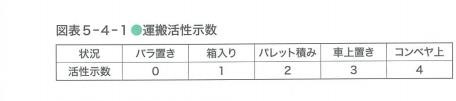 図表5-4-1●運搬活性示数
状況 バラ置き 箱入り パレット積み 車上置き コンベヤ上
活性示数 0 1 2 3 4